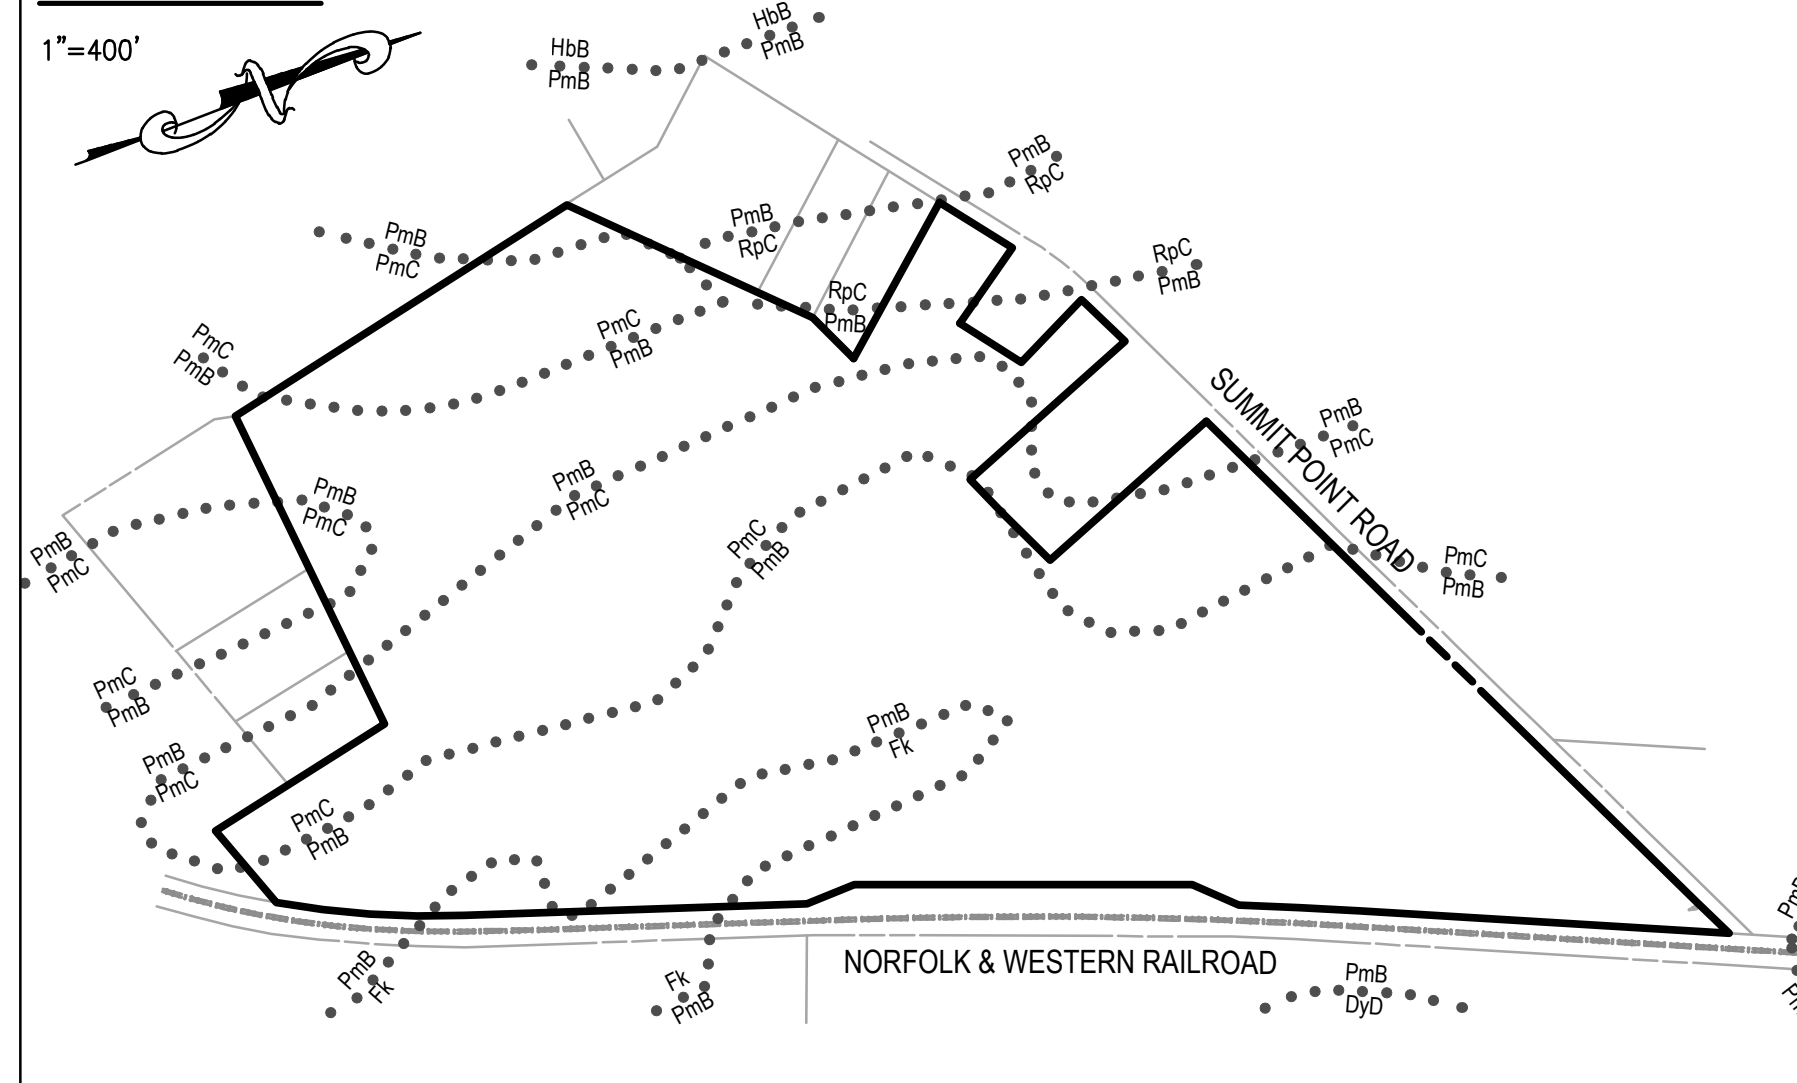 1"=400'
N
HbB
PmB
HbB
PmB
PmB
RpC
PmB
RpC
PmB
PmC
RpC
PmB
RpC
PmB
PmC
PmB
PmC
PmB
SUMMIT POINT ROAD
PmB
PmC
PmB
PmC
PmB
PmC
PmB
PmC
PmC
PmB
PmC
PmB
PmC
PmB
PmB
PmC
PmB
Fk
PmC
PmB
PmB
Fk
Fk
PmB
NORFOLK & WESTERN RAILROAD
PmB
DyD